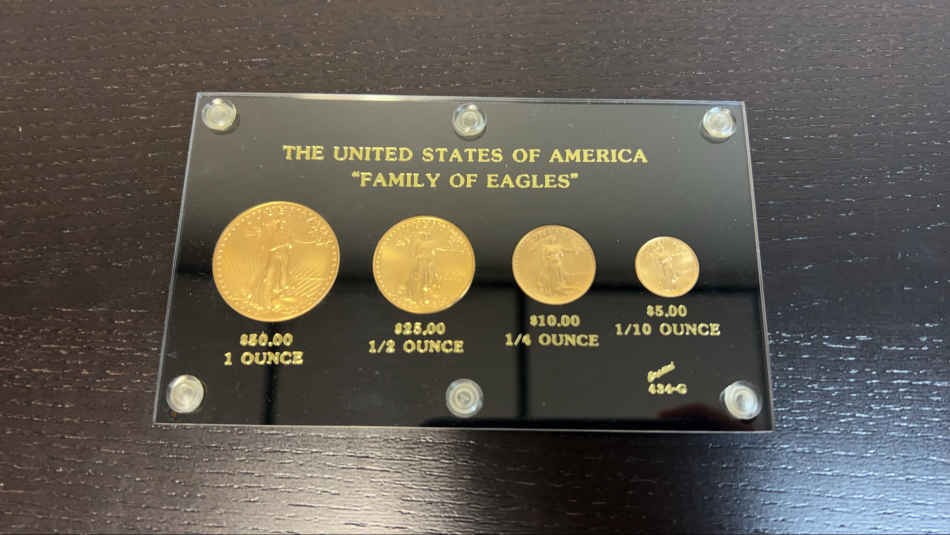 THE UNITED STATES OF AMERICA
“FAMILY OF EAGLES”
$50.00
1 OUNCE
$25.00
1/2 OUNCE
$10.00
1/4 OUNCE
$5.00
1/10 OUNCE
434-G